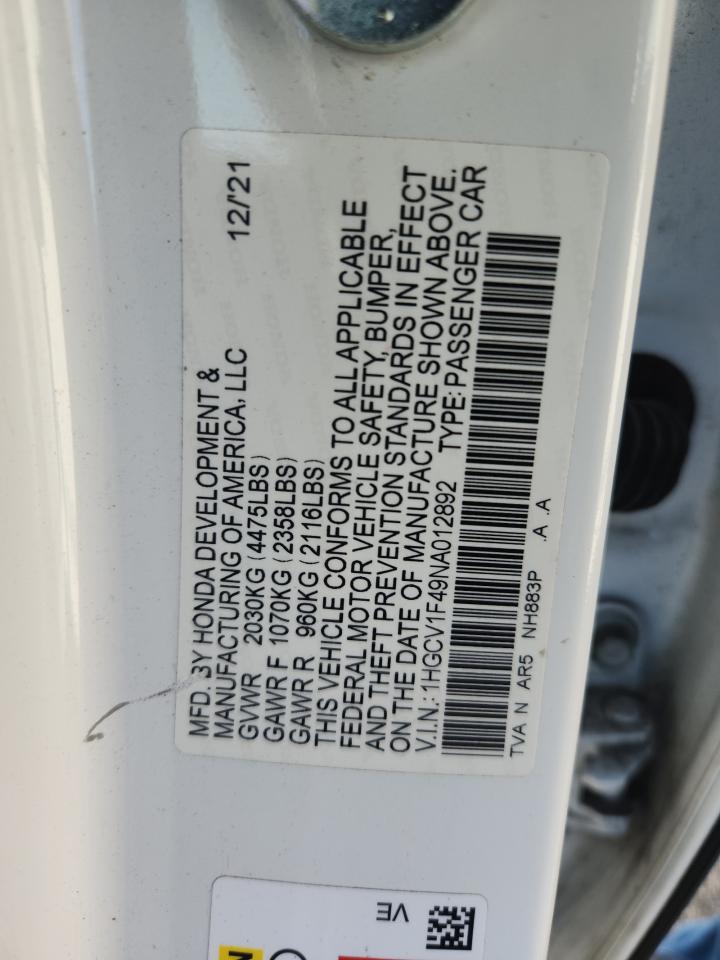 MFD. BY HONDA DEVELOPMENT & 12/'21
MANUFACTURING OF AMERICA, LLC
GVWR 2030KG (4475LBS)
GAWR F 1070KG (2358LBS)
GAWR R 960KG (2116LBS)
THIS VEHICLE CONFORMS TO ALL APPLICABLE
FEDERAL MOTOR VEHICLE SAFETY, BUMPER,
AND THEFT PREVENTION STANDARDS IN EFFECT
ON THE DATE OF MANUFACTURE SHOWN ABOVE.
V.I.N.: 1HGCV1F49NA012892 TYPE: PASSENGER CAR
TVA N AR5 NH883P .A .A
VE